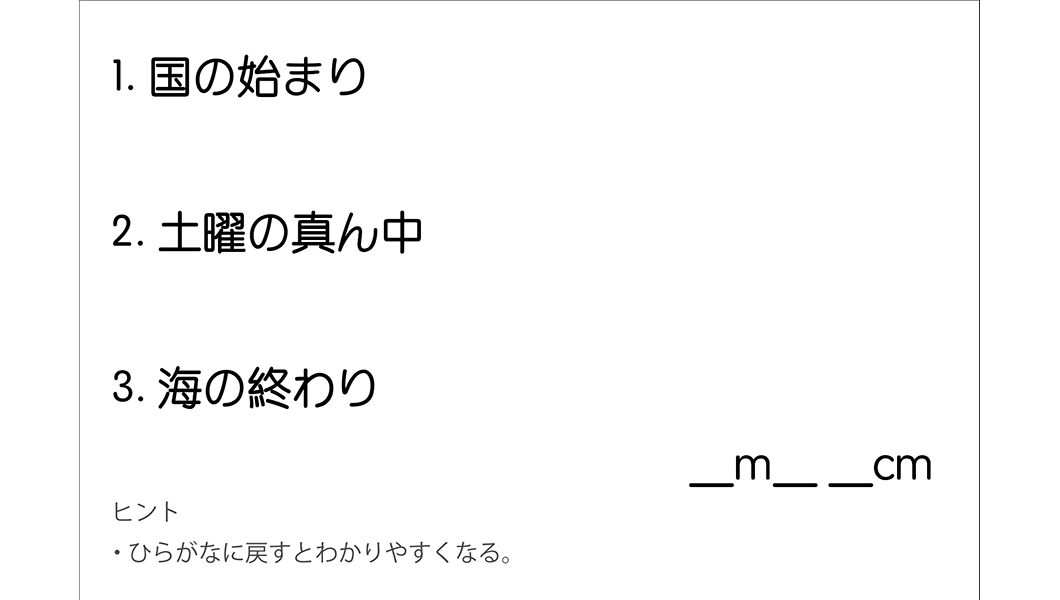 1. 国の始まり
2. 土曜の真ん中
3. 海の終わり
__m__ __cm
ヒント
・ひらがなに戻すとわかりやすくなる。